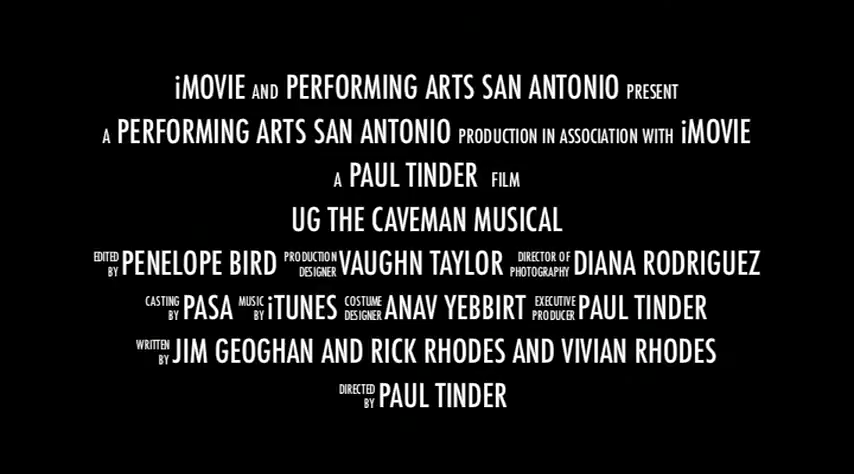 iMOVIE AND PERFORMING ARTS SAN ANTONIO PRESENT
A PERFORMING ARTS SAN ANTONIO PRODUCTION IN ASSOCIATION WITH iMOVIE
A PAUL TINDER FILM
UG THE CAVEMAN MUSICAL
EDITED BY PENELOPE BIRD PRODUCTION DESIGNER VAUGHN TAYLOR DIRECTOR OF PHOTOGRAPHY DIANA RODRIGUEZ
CASTING BY PASA MUSIC BY iTUNES COSTUME DESIGNER ANAV YEBBIRT EXECUTIVE PRODUCER PAUL TINDER
WRITTEN BY JIM GEOGHAN AND RICK RHODES AND VIVIAN RHODES
DIRECTED BY PAUL TINDER